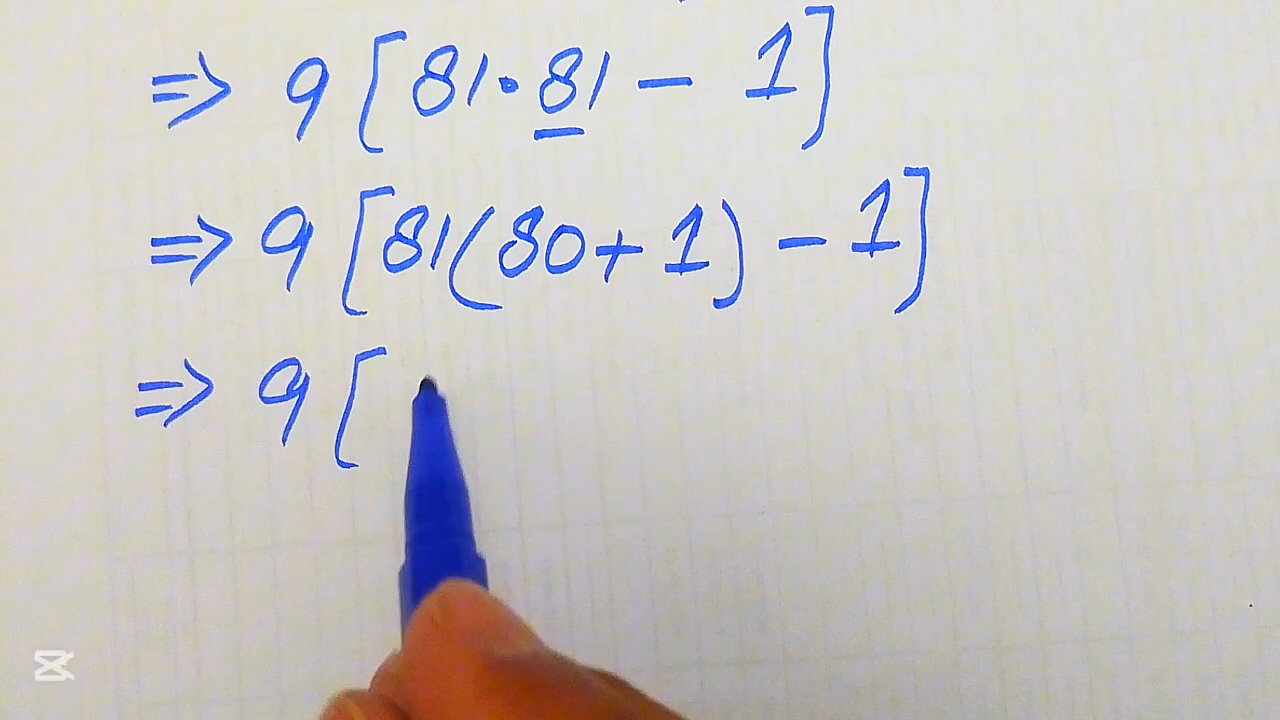 ⇒ 9 [ 81 · 81 - 1 ]
⇒ 9 [ 81 ( 80 + 1 ) - 1 ]
⇒ 9 [